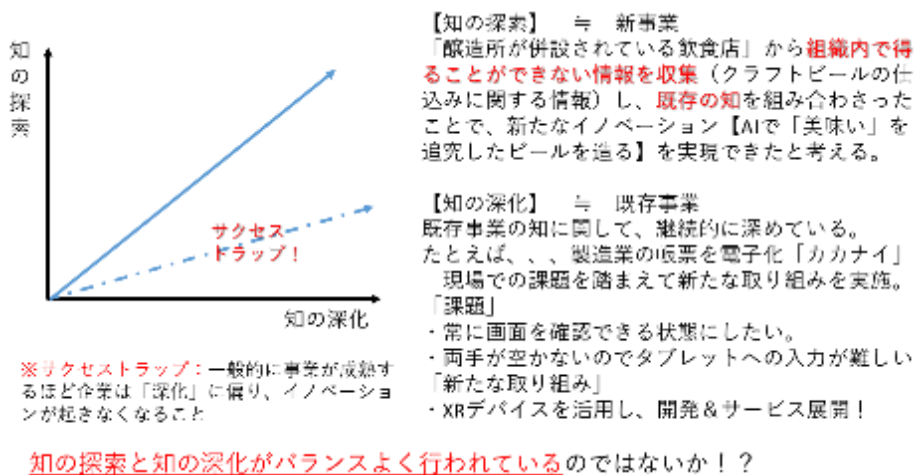 知の探索
サクセス
トラップ!
知の深化
※サクセストラップ:一般的に事業が成熟す
るほど企業は「深化」に偏り、イノベーショ
ンが起きなくなること
【知の探索】 ≒ 新事業
「醸造所が併設されている飲食店」から組織内で得
ることができない情報を収集(クラフトビールの仕
込みに関する情報)し、既存の知を組み合わさった
ことで、新たなイノベーション【AIで「美味い」を
追究したビールを造る】を実現できたと考える。
【知の深化】 ≒ 既存事業
既存事業の知に関して、継続的に深めている。
たとえば、、、製造業の帳票を電子化「カカナイ」
現場での課題を踏まえて新たな取り組みを実施。
「課題」
・常に画面を確認できる状態にしたい。
・両手が空かないのでタブレットへの入力が難しい
「新たな取り組み」
・XRデバイスを活用し、開発&サービス展開!
知の探索と知の深化がバランスよく行われているのではないか!?